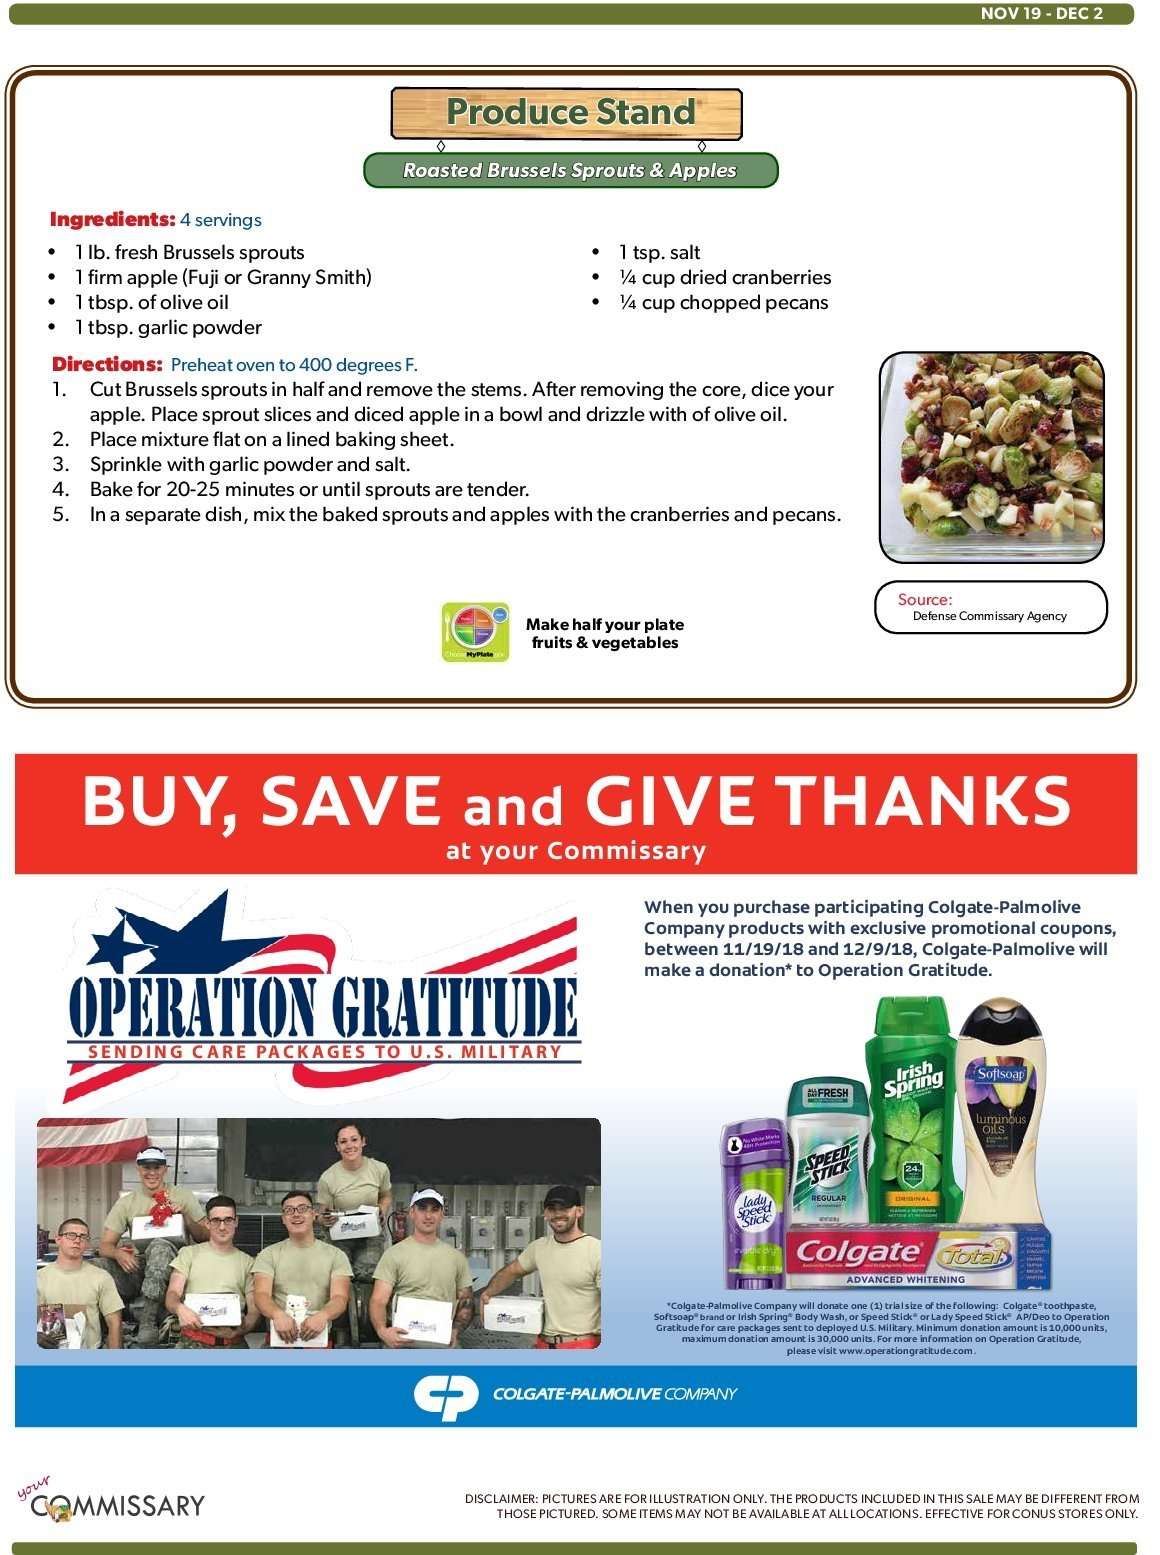 NOV 19 - DEC 2
Produce Stand
Roasted Brussels Sprouts & Apples
Ingredients: 4 servings
• 1 lb. fresh Brussels sprouts
• 1 firm apple (Fuji or Granny Smith)
• 1 tbsp. of olive oil
• 1 tbsp. garlic powder
• 1 tsp. salt
• ¼ cup dried cranberries
• ¼ cup chopped pecans
Directions: Preheat oven to 400 degrees F.
1. Cut Brussels sprouts in half and remove the stems. After removing the core, dice your
apple. Place sprout slices and diced apple in a bowl and drizzle with of olive oil.
2. Place mixture flat on a lined baking sheet.
3. Sprinkle with garlic powder and salt.
4. Bake for 20-25 minutes or until sprouts are tender.
5. In a separate dish, mix the baked sprouts and apples with the cranberries and pecans.
Source:
Defense Commissary Agency
MyPlate
Make half your plate
fruits & vegetables
BUY, SAVE and GIVE THANKS
at your Commissary
OPERATION GRATITUDE
SENDING CARE PACKAGES TO U.S. MILITARY
When you purchase participating Colgate-Palmolive
Company products with exclusive promotional coupons,
between 11/19/18 and 12/9/18, Colgate-Palmolive will
make a donation* to Operation Gratitude.
lady
Speed
Stick
ALL DAY FRESH
SPEED
STICK
REGULAR
Irish
Spring
24
ORIGINAL
Softsoap
luminous
oils
Colgate Total
ADVANCED WHITENING
*Colgate-Palmolive Company will donate one (1) trial size of the following: Colgate® toothpaste,
Softsoap® brand or Irish Spring® Body Wash, or Speed Stick® or Lady Speed Stick® AP/Deo to Operation
Gratitude for care packages sent to deployed U.S. Military. Minimum donation amount is 10,000 units,
maximum donation amount is 30,000 units. For more information on Operation Gratitude,
please visit www.operationgratitude.com.
CP COLGATE-PALMOLIVE COMPANY
your
COMMISSARY
DISCLAIMER: PICTURES ARE FOR ILLUSTRATION ONLY. THE PRODUCTS INCLUDED IN THIS SALE MAY BE DIFFERENT FROM
THOSE PICTURED. SOME ITEMS MAY NOT BE AVAILABLE AT ALL LOCATIONS. EFFECTIVE FOR CONUS STORES ONLY.